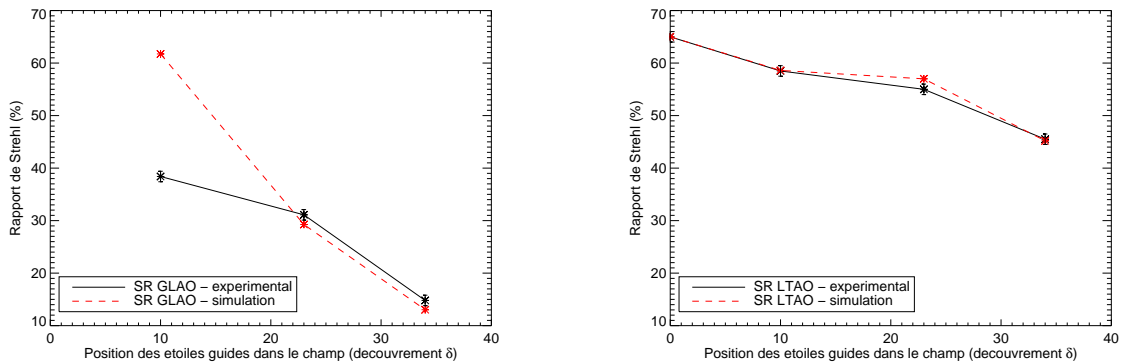 70
60
50
40
30
20
10
Rapport de Strehl (%)
SR GLAO – experimental
SR GLAO – simulation
0 10 20 30 40
Position des etoiles guides dans le champ (decouvrement δ)
70
60
50
40
30
20
10
Rapport de Strehl (%)
SR LTAO – experimental
SR LTAO – simulation
0 10 20 30 40
Position des etoiles guides dans le champ (decouvrement δ)